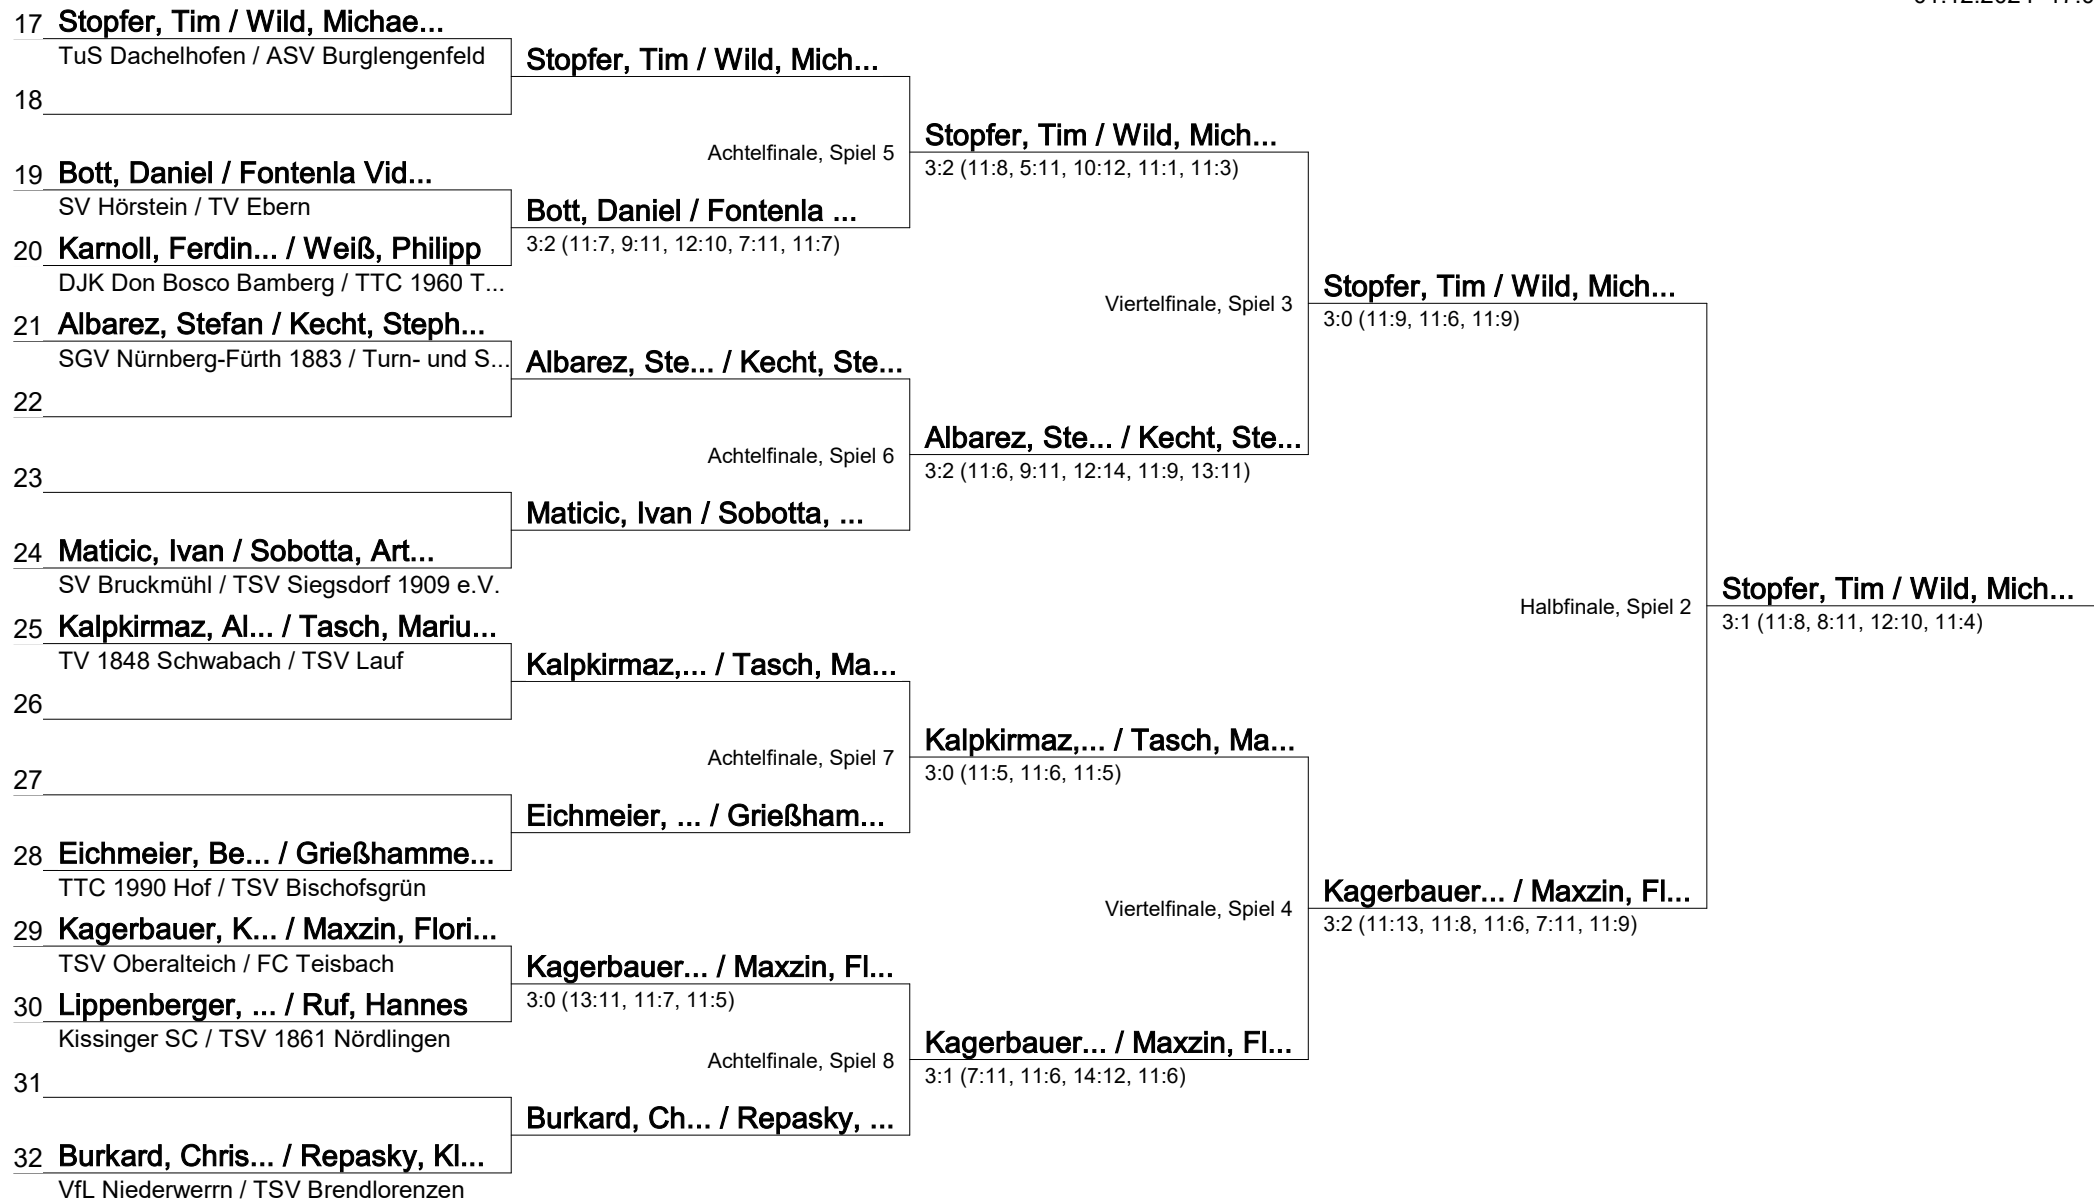 17 Stopfer, Tim / Wild, Michae...
TuS Dachelhofen / ASV Burglengenfeld
Stopfer, Tim / Wild, Mich...
18
Achtelfinale, Spiel 5
Stopfer, Tim / Wild, Mich...
3:2 (11:8, 5:11, 10:12, 11:1, 11:3)
19 Bott, Daniel / Fontenla Vid...
SV Hörstein / TV Ebern
Bott, Daniel / Fontenla ...
3:2 (11:7, 9:11, 12:10, 7:11, 11:7)
20 Karnoll, Ferdin... / Weiß, Philipp
DJK Don Bosco Bamberg / TTC 1960 T...
Viertelfinale, Spiel 3
Stopfer, Tim / Wild, Mich...
3:0 (11:9, 11:6, 11:9)
21 Albarez, Stefan / Kecht, Steph...
SGV Nürnberg-Fürth 1883 / Turn- und S...
Albarez, Ste... / Kecht, Ste...
22
Achtelfinale, Spiel 6
Albarez, Ste... / Kecht, Ste...
3:2 (11:6, 9:11, 12:14, 11:9, 13:11)
23
Maticic, Ivan / Sobotta, ...
24 Maticic, Ivan / Sobotta, Art...
SV Bruckmühl / TSV Siegsdorf 1909 e.V.
Halbfinale, Spiel 2
Stopfer, Tim / Wild, Mich...
3:1 (11:8, 8:11, 12:10, 11:4)
25 Kalpkirmaz, Al... / Tasch, Mariu...
TV 1848 Schwabach / TSV Lauf
Kalpkirmaz,... / Tasch, Ma...
26
Achtelfinale, Spiel 7
Kalpkirmaz,... / Tasch, Ma...
3:0 (11:5, 11:6, 11:5)
27
Eichmeier, ... / Grießham...
28 Eichmeier, Be... / Grießhamme...
TTC 1990 Hof / TSV Bischofsgrün
Viertelfinale, Spiel 4
Kagerbauer... / Maxzin, Fl...
3:2 (11:13, 11:8, 11:6, 7:11, 11:9)
29 Kagerbauer, K... / Maxzin, Flori...
TSV Oberalteich / FC Teisbach
Kagerbauer... / Maxzin, Fl...
3:0 (13:11, 11:7, 11:5)
30 Lippenberger, ... / Ruf, Hannes
Kissinger SC / TSV 1861 Nördlingen
Achtelfinale, Spiel 8
Kagerbauer... / Maxzin, Fl...
3:1 (7:11, 11:6, 14:12, 11:6)
31
Burkard, Ch... / Repasky, ...
32 Burkard, Chris... / Repasky, Kl...
VfL Niederwerrn / TSV Brendlorenzen